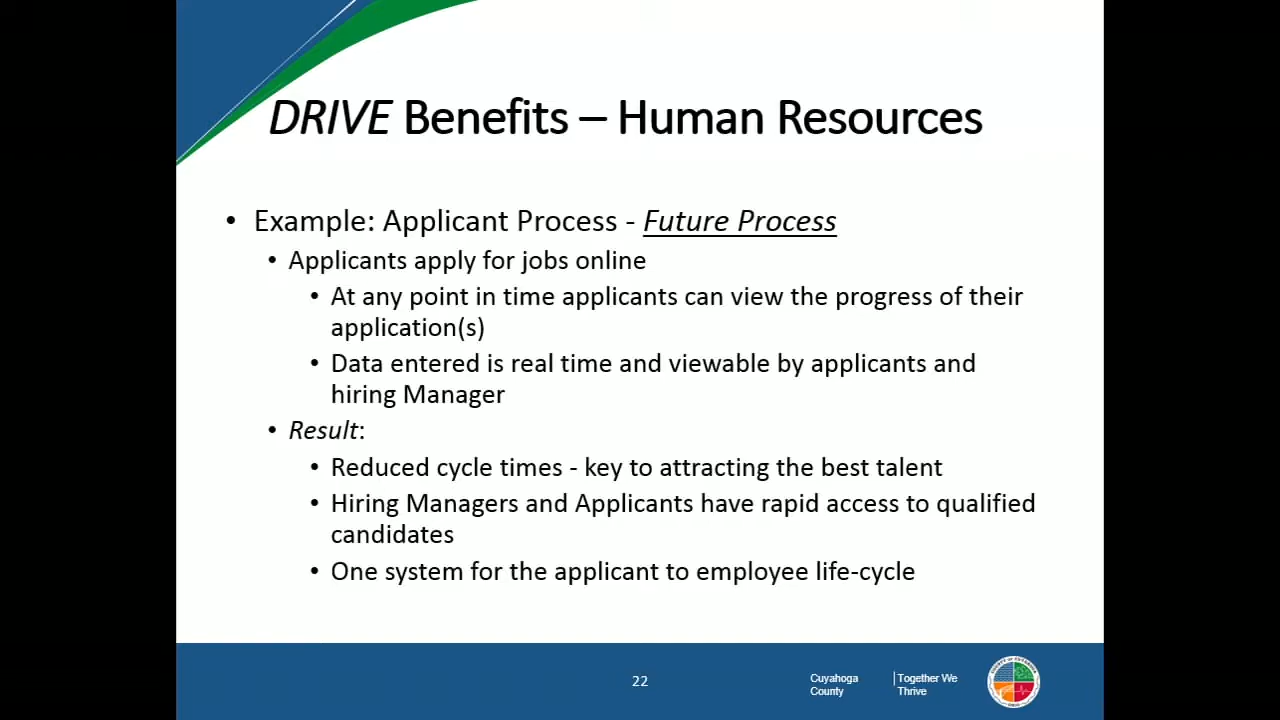 DRIVE Benefits – Human Resources
• Example: Applicant Process - Future Process
• Applicants apply for jobs online
• At any point in time applicants can view the progress of their
application(s)
• Data entered is real time and viewable by applicants and
hiring Manager
• Result:
• Reduced cycle times - key to attracting the best talent
• Hiring Managers and Applicants have rapid access to qualified
candidates
• One system for the applicant to employee life-cycle
22
Cuyahoga
County
Together We
Thrive